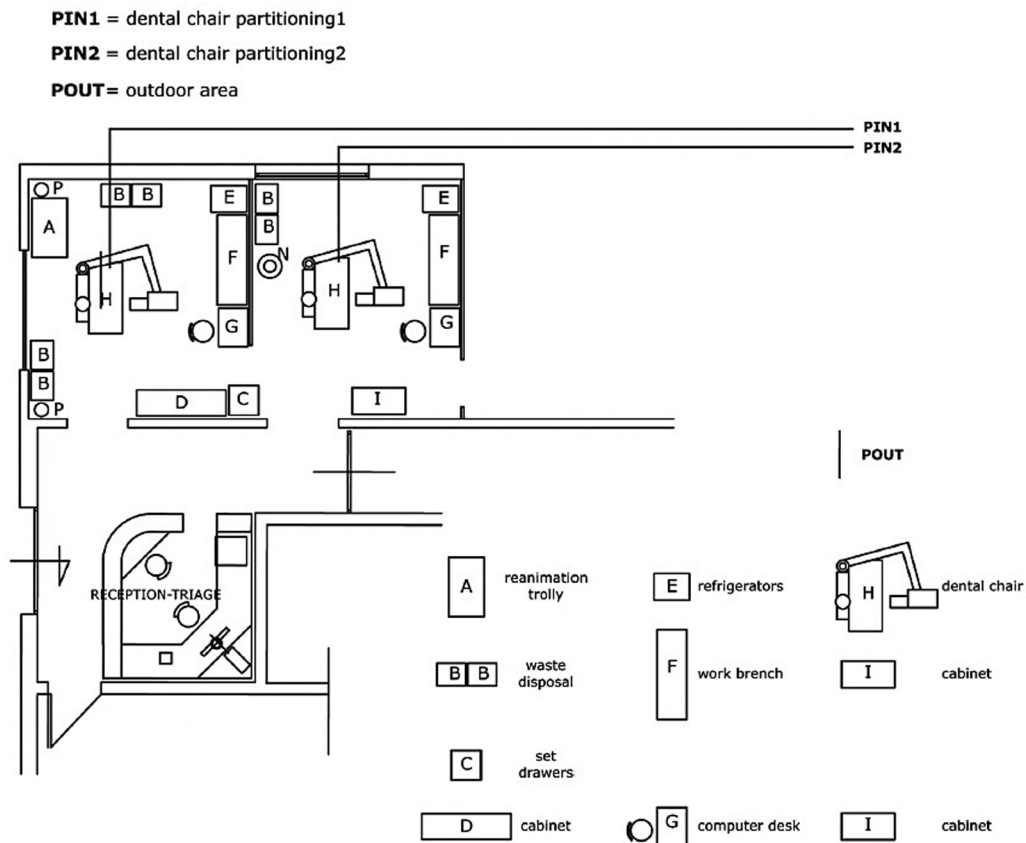 PIN1 = dental chair partitioning1
PIN2 = dental chair partitioning2
POUT= outdoor area
PIN1
PIN2
P B B E B E
A B
F N F
H H
G G
B
B
P D C I
POUT
RECEPTION-TRIAGE
A reanimation trolly
E refrigerators
H dental chair
B B waste disposal
F work brench
I cabinet
C set drawers
D cabinet
G computer desk
I cabinet